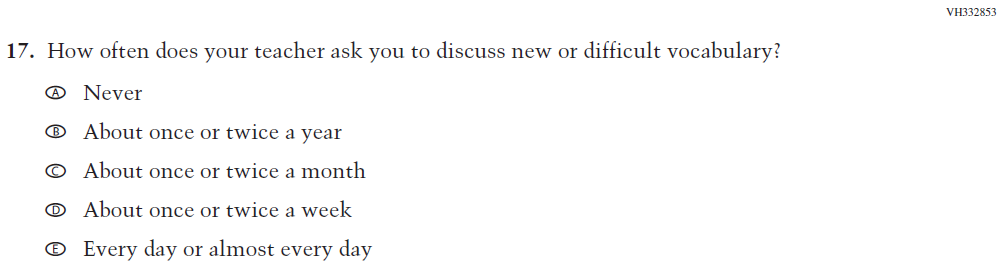 VH332853
17. How often does your teacher ask you to discuss new or difficult vocabulary?
A Never
B About once or twice a year
C About once or twice a month
D About once or twice a week
E Every day or almost every day